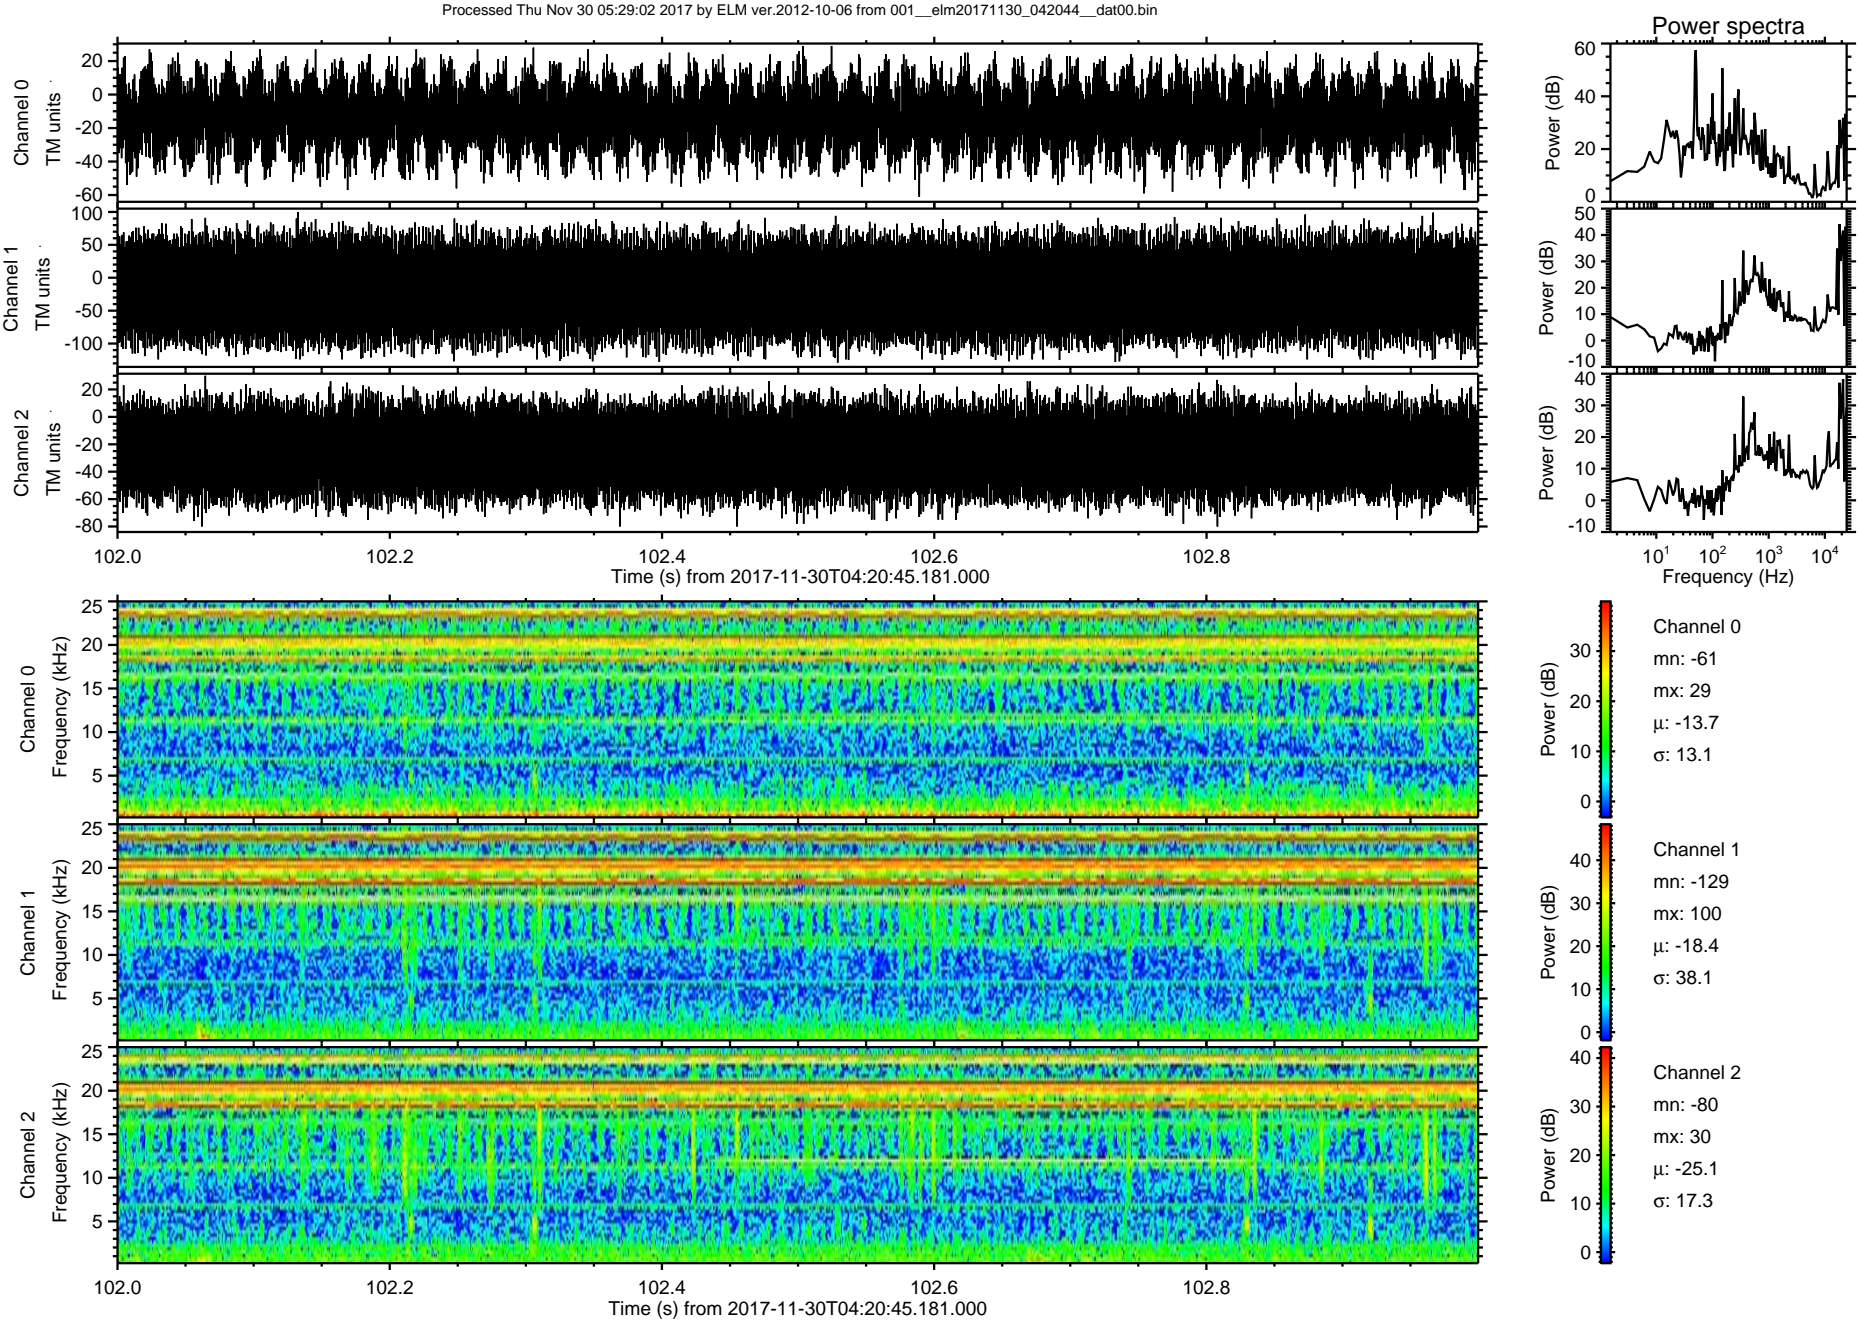 Processed Thu Nov 30 05:29:02 2017 by ELM ver.2012-10-06 from 001__elm20171130_042044__dat00.bin
Power spectra
Channel 0
TM units
20
0
-20
-40
-60
Power (dB)
60
40
20
0
Channel 1
TM units
100
50
0
-50
-100
Power (dB)
50
40
30
20
10
0
-10
Channel 2
TM units
20
0
-20
-40
-60
-80
Power (dB)
40
30
20
10
0
-10
102.0 102.2 102.4 102.6 102.8
Time (s) from 2017-11-30T04:20:45.181.000
10¹ 10² 10³ 10⁴
Frequency (Hz)
Channel 0
Frequency (kHz)
25
20
15
10
5
Power (dB)
30
20
10
0
Channel 0
mn: -61
mx: 29
μ: -13.7
σ: 13.1
Channel 1
Frequency (kHz)
25
20
15
10
5
Power (dB)
40
30
20
10
0
Channel 1
mn: -129
mx: 100
μ: -18.4
σ: 38.1
Channel 2
Frequency (kHz)
25
20
15
10
5
Power (dB)
40
30
20
10
0
Channel 2
mn: -80
mx: 30
μ: -25.1
σ: 17.3
102.0 102.2 102.4 102.6 102.8
Time (s) from 2017-11-30T04:20:45.181.000